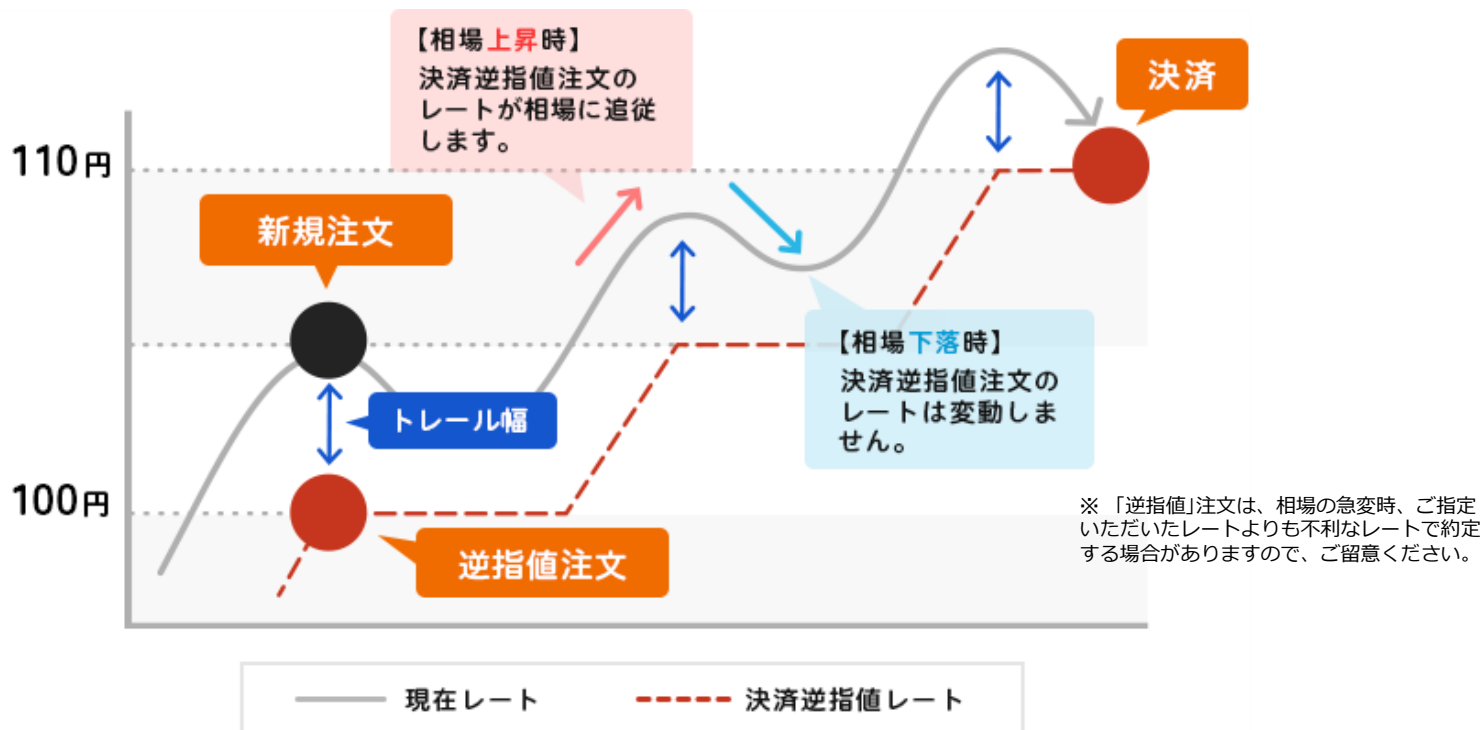 【相場上昇時】
決済逆指値注文の
レートが相場に追従
します。
決済
110円
新規注文
【相場下落時】
決済逆指値注文の
レートは変動しま
せん。
トレール幅
100円
逆指値注文
※ 「逆指値」注文は、相場の急変時、ご指定
いただいたレートよりも不利なレートで約定
する場合がありますので、ご留意ください。
現在レート
決済逆指値レート